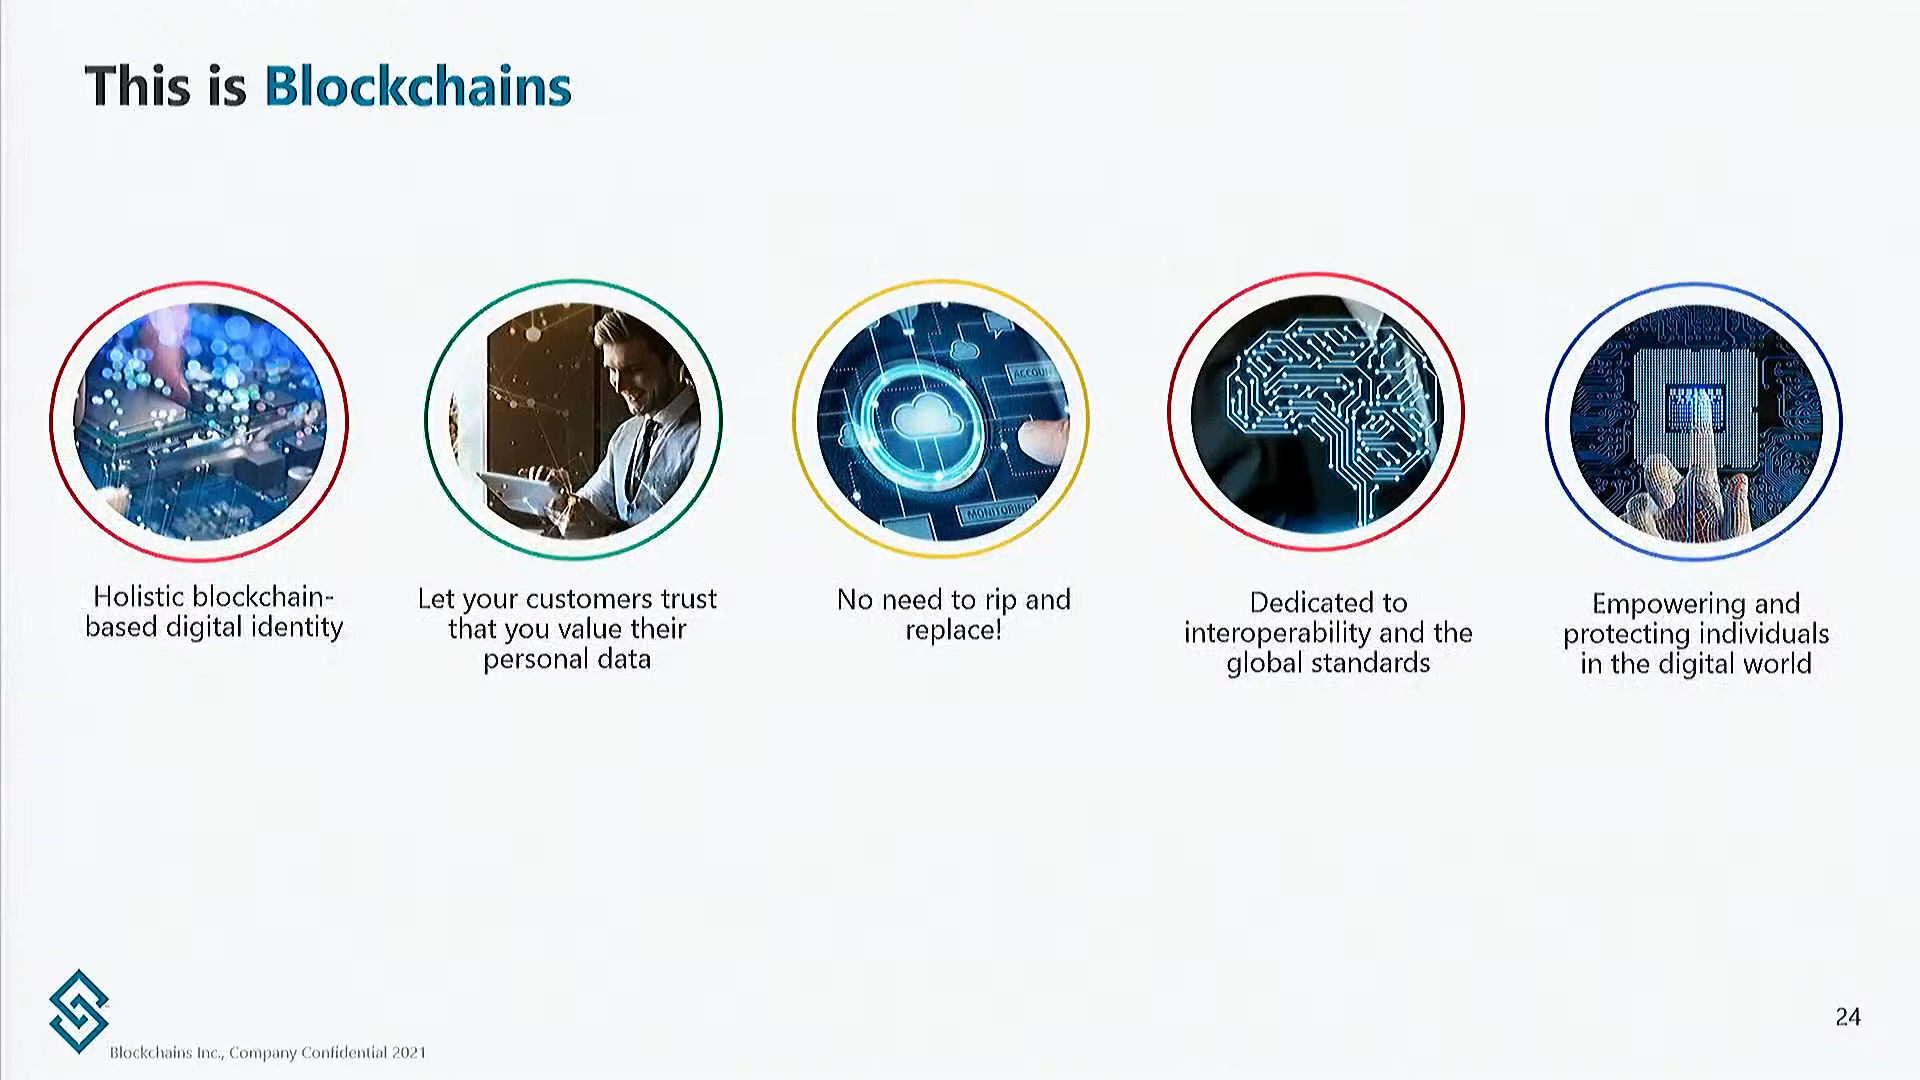 This is Blockchains
Holistic blockchain-
based digital identity
Let your customers trust
that you value their
personal data
ACCOU
MONITORING
No need to rip and
replace!
Dedicated to
interoperability and the
global standards
Empowering and
protecting individuals
in the digital world
Blockchains Inc., Company Confidential 2021
24